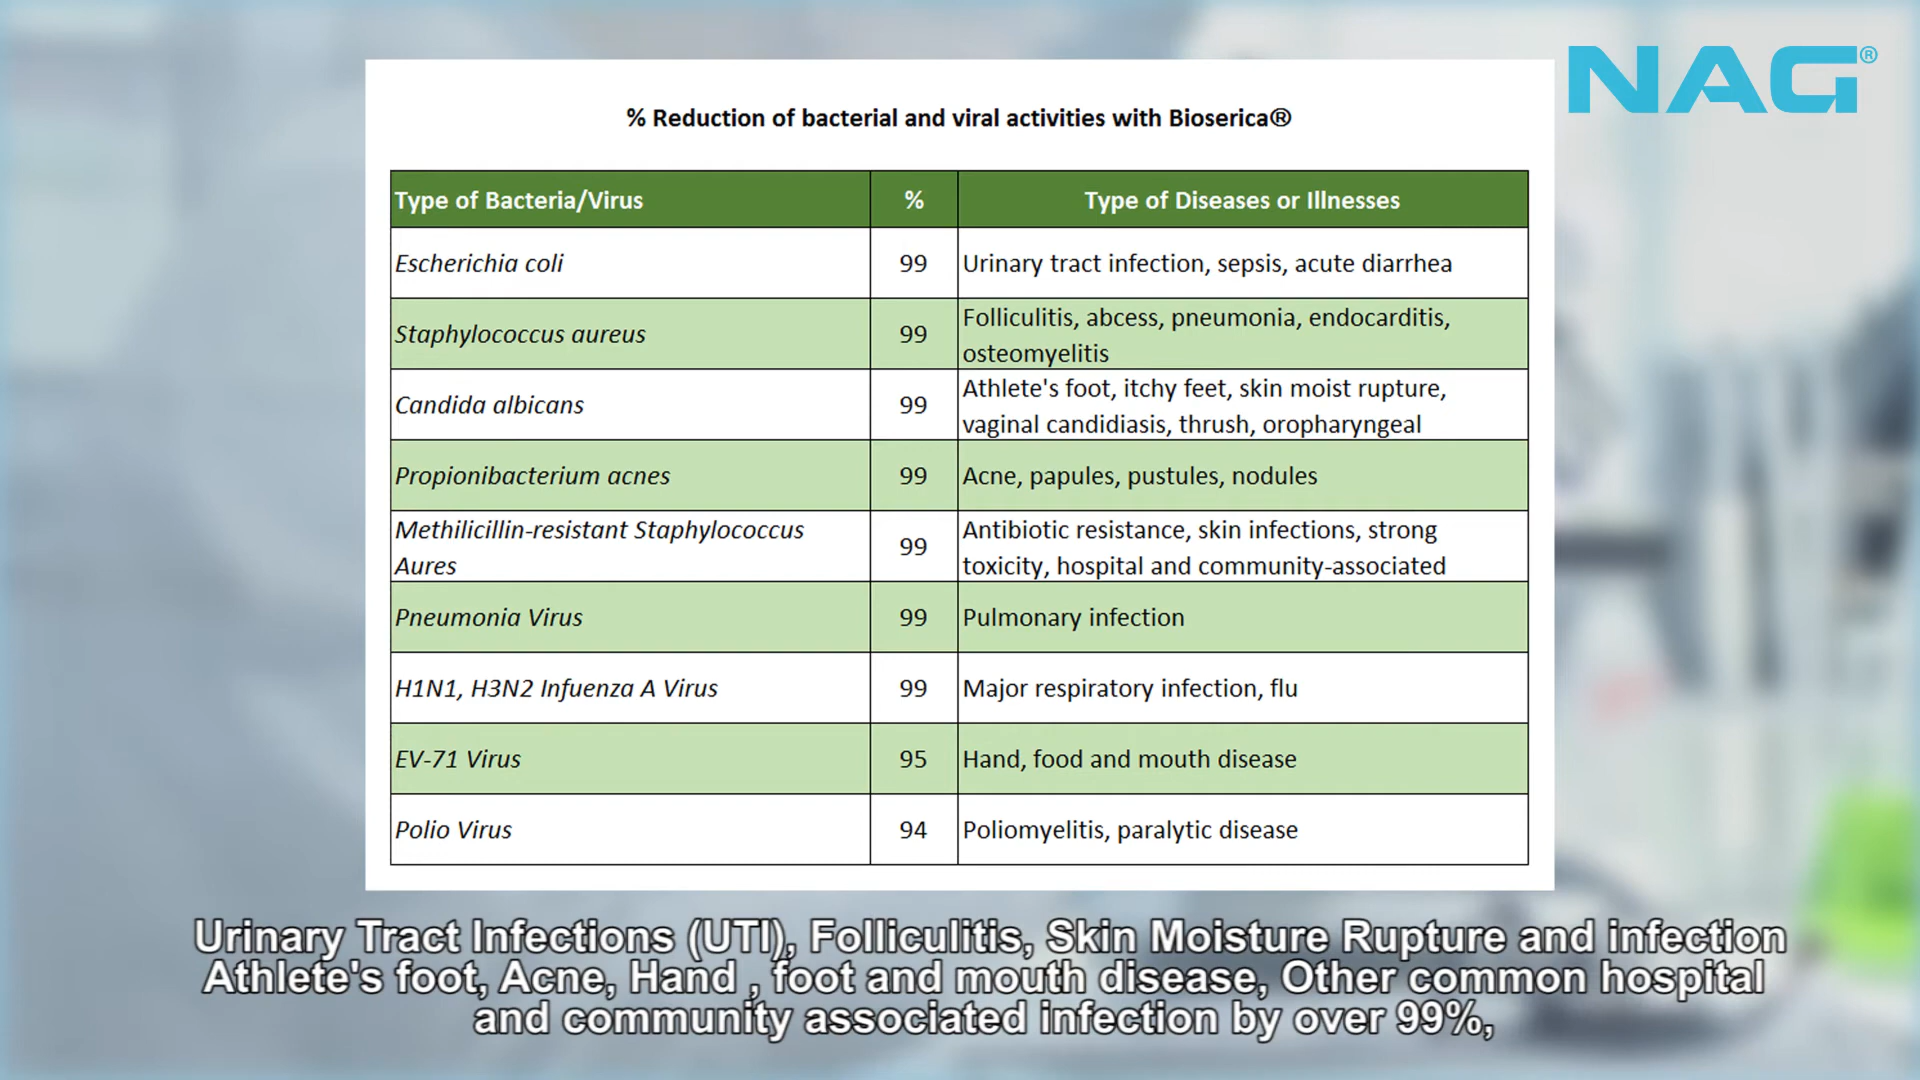 NAG®
% Reduction of bacterial and viral activities with Bioserica®
Type of Bacteria/Virus % Type of Diseases or Illnesses
Escherichia coli 99 Urinary tract infection, sepsis, acute diarrhea
Staphylococcus aureus 99 Folliculitis, abcess, pneumonia, endocarditis,
osteomyelitis
Candida albicans 99 Athlete's foot, itchy feet, skin moist rupture,
vaginal candidiasis, thrush, oropharyngeal
Propionibacterium acnes 99 Acne, papules, pustules, nodules
Methilicillin-resistant Staphylococcus
Aures 99 Antibiotic resistance, skin infections, strong
toxicity, hospital and community-associated
Pneumonia Virus 99 Pulmonary infection
H1N1, H3N2 Infuenza A Virus 99 Major respiratory infection, flu
EV-71 Virus 95 Hand, food and mouth disease
Polio Virus 94 Poliomyelitis, paralytic disease
Urinary Tract Infections (UTI), Folliculitis, Skin Moisture Rupture and infection
Athlete's foot, Acne, Hand , foot and mouth disease, Other common hospital
and community associated infection by over 99%,